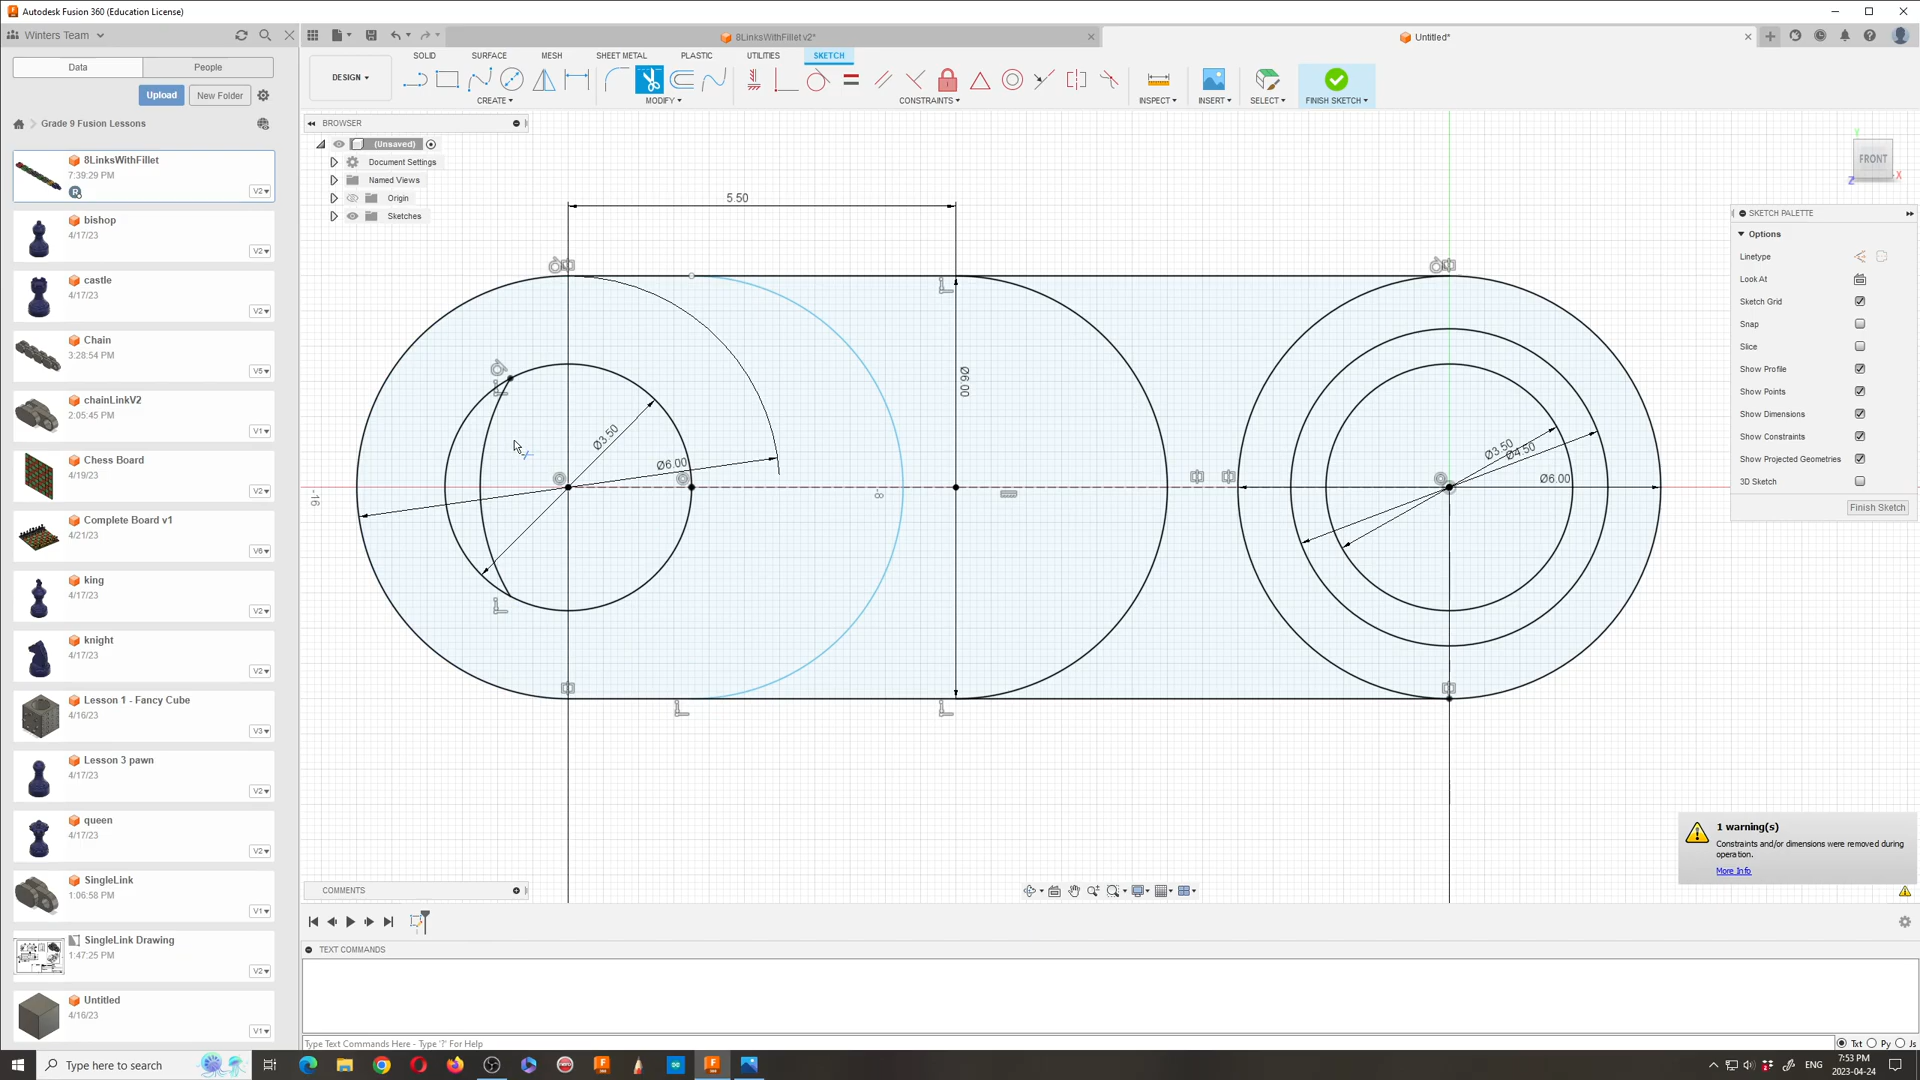 Autodesk Fusion 360 (Education License)
Winters Team
8LinksWithFillet v2*
Untitled*
Data
People
Upload
New Folder
Grade 9 Fusion Lessons
8LinksWithFillet
7:39:29 PM
R
V2
bishop
4/17/23
V2
castle
4/17/23
V2
Chain
3:28:54 PM
V5
chainLinkV2
2:05:45 PM
V1
Chess Board
4/19/23
V2
Complete Board v1
4/21/23
V6
king
4/17/23
V2
knight
4/17/23
V2
Lesson 1 - Fancy Cube
4/16/23
V3
Lesson 3 pawn
4/17/23
V2
queen
4/17/23
V2
SingleLink
1:06:58 PM
V1
SingleLink Drawing
1:47:25 PM
V2
Untitled
4/16/23
V1
SOLID
SURFACE
MESH
SHEET METAL
PLASTIC
UTILITIES
SKETCH
DESIGN
CREATE
MODIFY
CONSTRAINTS
INSPECT
INSERT
SELECT
FINISH SKETCH
BROWSER
(Unsaved)
Document Settings
Named Views
Origin
Sketches
5.50
Ø6.00
Ø3.50
Ø6.00
Ø3.50
Ø4.50
Ø6.00
-16
-8
Y
FRONT
X
Z
SKETCH PALETTE
Options
Linetype
Look At
Sketch Grid
Snap
Slice
Show Profile
Show Points
Show Dimensions
Show Constraints
Show Projected Geometries
3D Sketch
Finish Sketch
1 warning(s)
Constraints and/or dimensions were removed during
operation.
More Info
COMMENTS
TEXT COMMANDS
Type Text Commands Here - Type '?' For Help
Txt Py Js
Type here to search
ENG
7:53 PM
2023-04-24